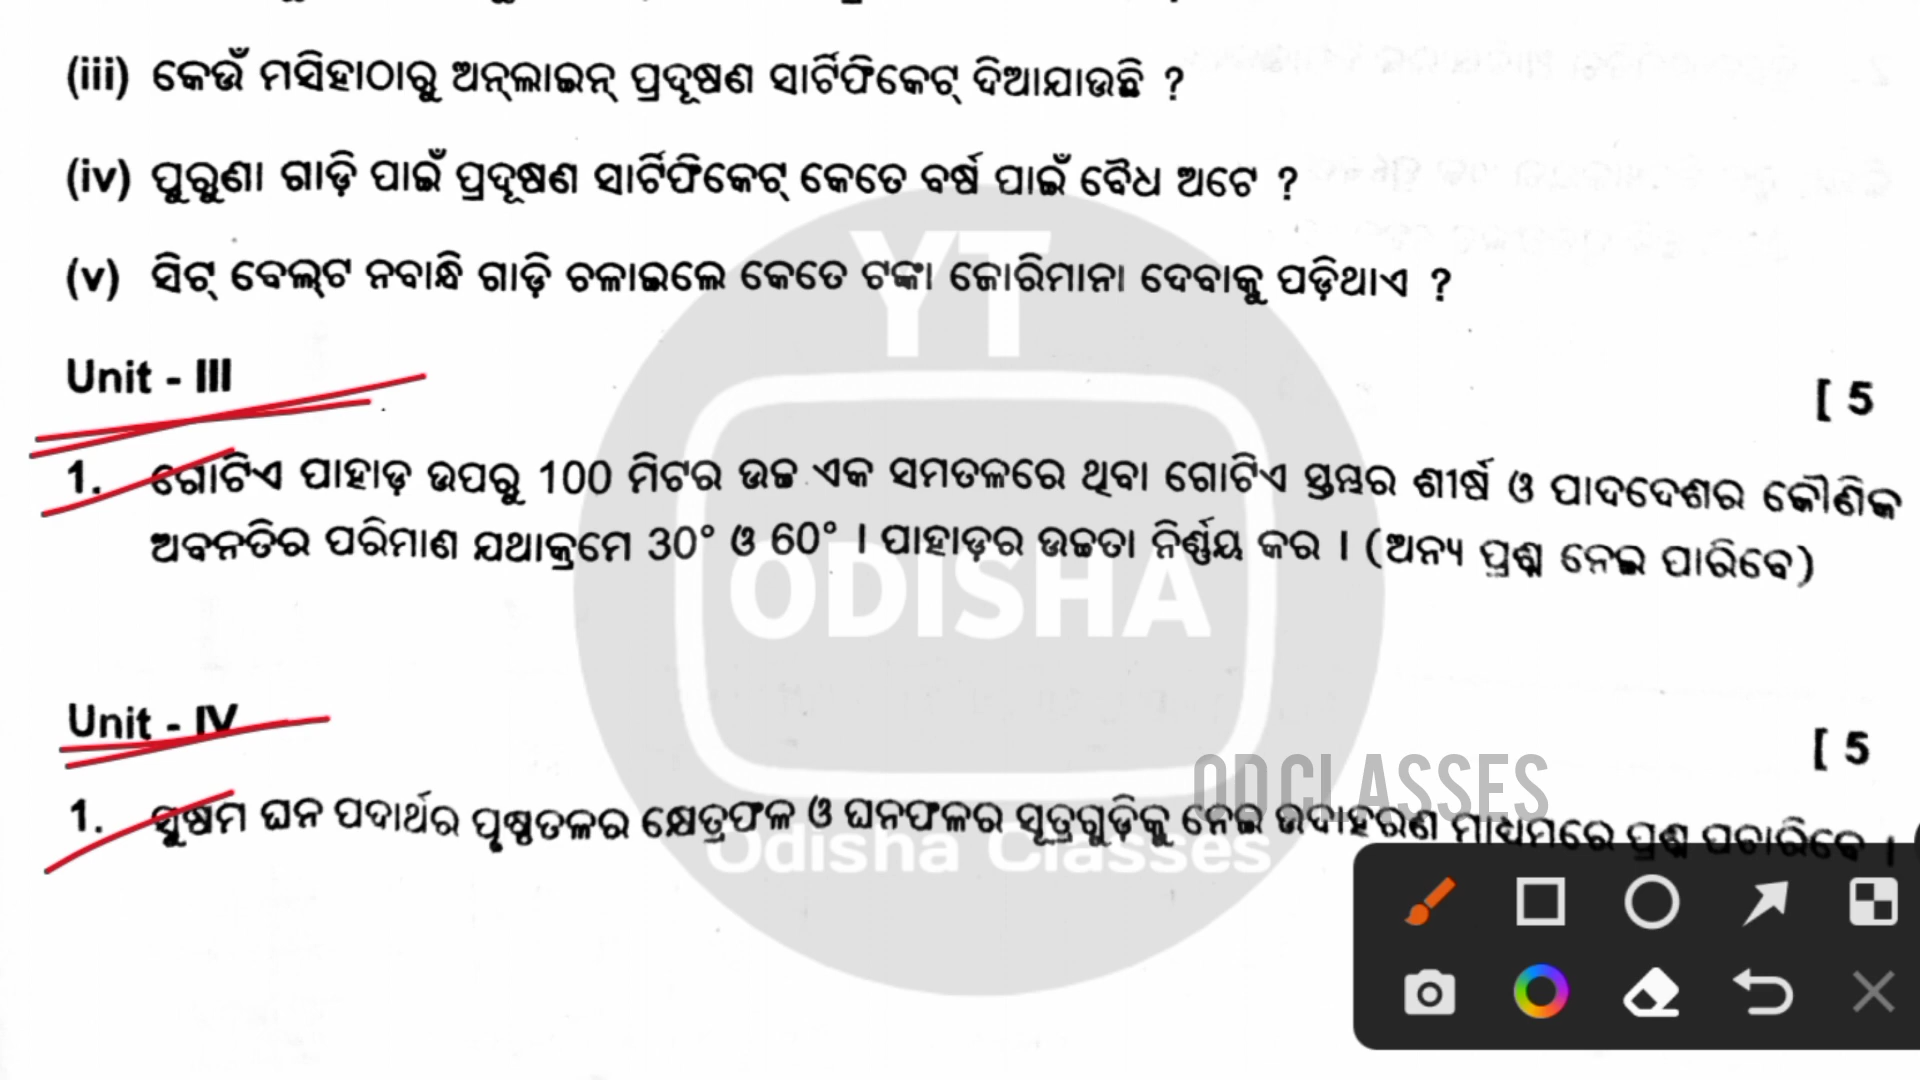 (iii) କେଉଁ ମସିହାଠାରୁ ଅନ୍‌ଲାଇନ୍ ପ୍ରଦୂଷଣ ସାର୍ଟିଫିକେଟ୍ ଦିଆଯାଉଛି ?
(iv) ପୁରୁଣା ଗାଡ଼ି ପାଇଁ ପ୍ରଦୂଷଣ ସାର୍ଟିଫିକେଟ୍ କେତେ ବର୍ଷ ପାଇଁ ବୈଧ ଅଟେ ?
(v) ସିଟ୍ ବେଲ୍‌ଟ ନବାନ୍ଧି ଗାଡ଼ି ଚଳାଇଲେ କେତେ ଟଙ୍କା ଜୋରିମାନା ଦେବାକୁ ପଡ଼ିଥାଏ ?
Unit - III [ 5
1. ଗୋଟିଏ ପାହାଡ଼ ଉପରୁ 100 ମିଟର ଉଚ୍ଚ ଏକ ସମତଳରେ ଥିବା ଗୋଟିଏ ସ୍ତମ୍ଭର ଶୀର୍ଷ ଓ ପାଦଦେଶର କୌଣିକ
ଅବନତିର ପରିମାଣ ଯଥାକ୍ରମେ 30° ଓ 60° । ପାହାଡ଼ର ଉଚ୍ଚତା ନିର୍ଣ୍ଣୟ କର । (ଅନ୍ୟ ପ୍ରଶ୍ନ ନେଇ ପାରିବେ)
Unit - IV [ 5
1. ସୁଷମ ଘନ ପଦାର୍ଥର ପୃଷ୍ଠତଳର କ୍ଷେତ୍ରଫଳ ଓ ଘନଫଳର ସୂତ୍ରଗୁଡ଼ିକୁ ନେଇ ଉଦାହରଣ ମାଧ୍ୟମରେ ପ୍ରଶ୍ନ ପଚାରିବେ ।
YT
ODISHA
Odisha Classes
OD CLASSES